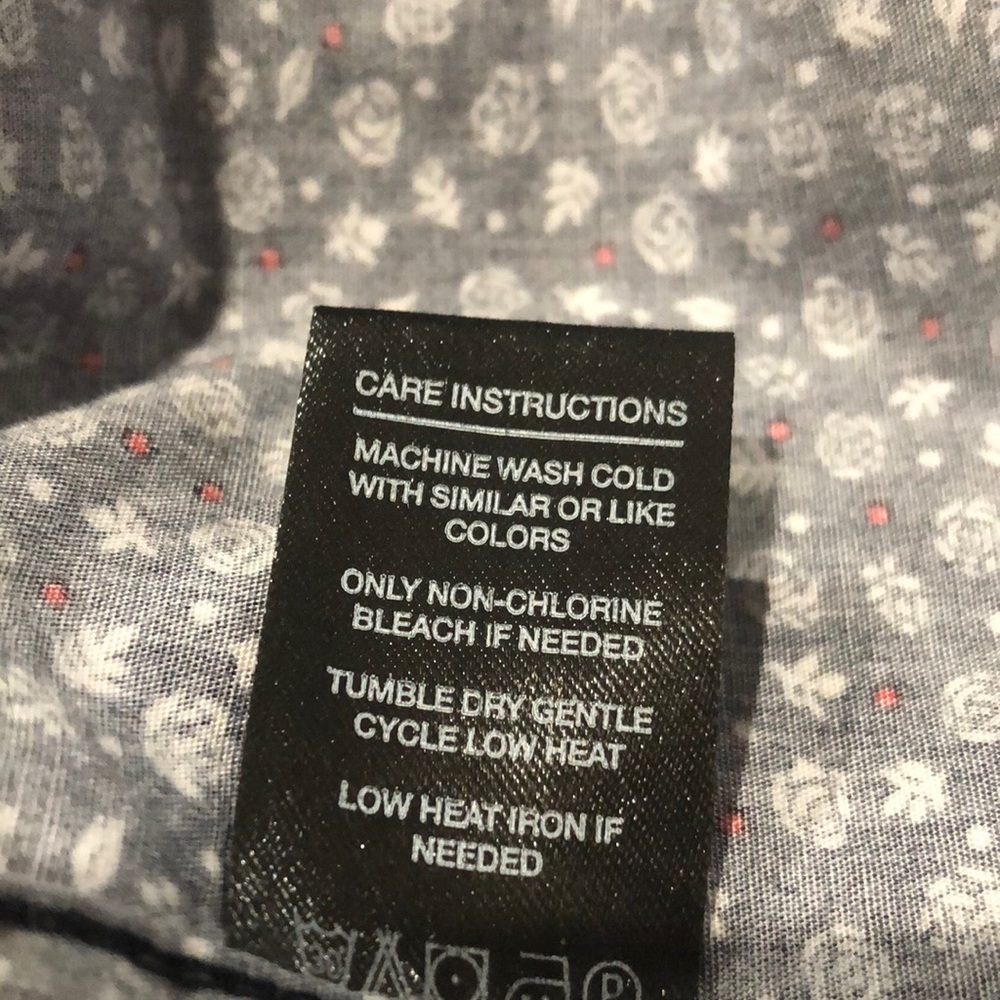 CARE INSTRUCTIONS
MACHINE WASH COLD
WITH SIMILAR OR LIKE
COLORS
ONLY NON-CHLORINE
BLEACH IF NEEDED
TUMBLE DRY GENTLE
CYCLE LOW HEAT
LOW HEAT IRON IF
NEEDED
30 P